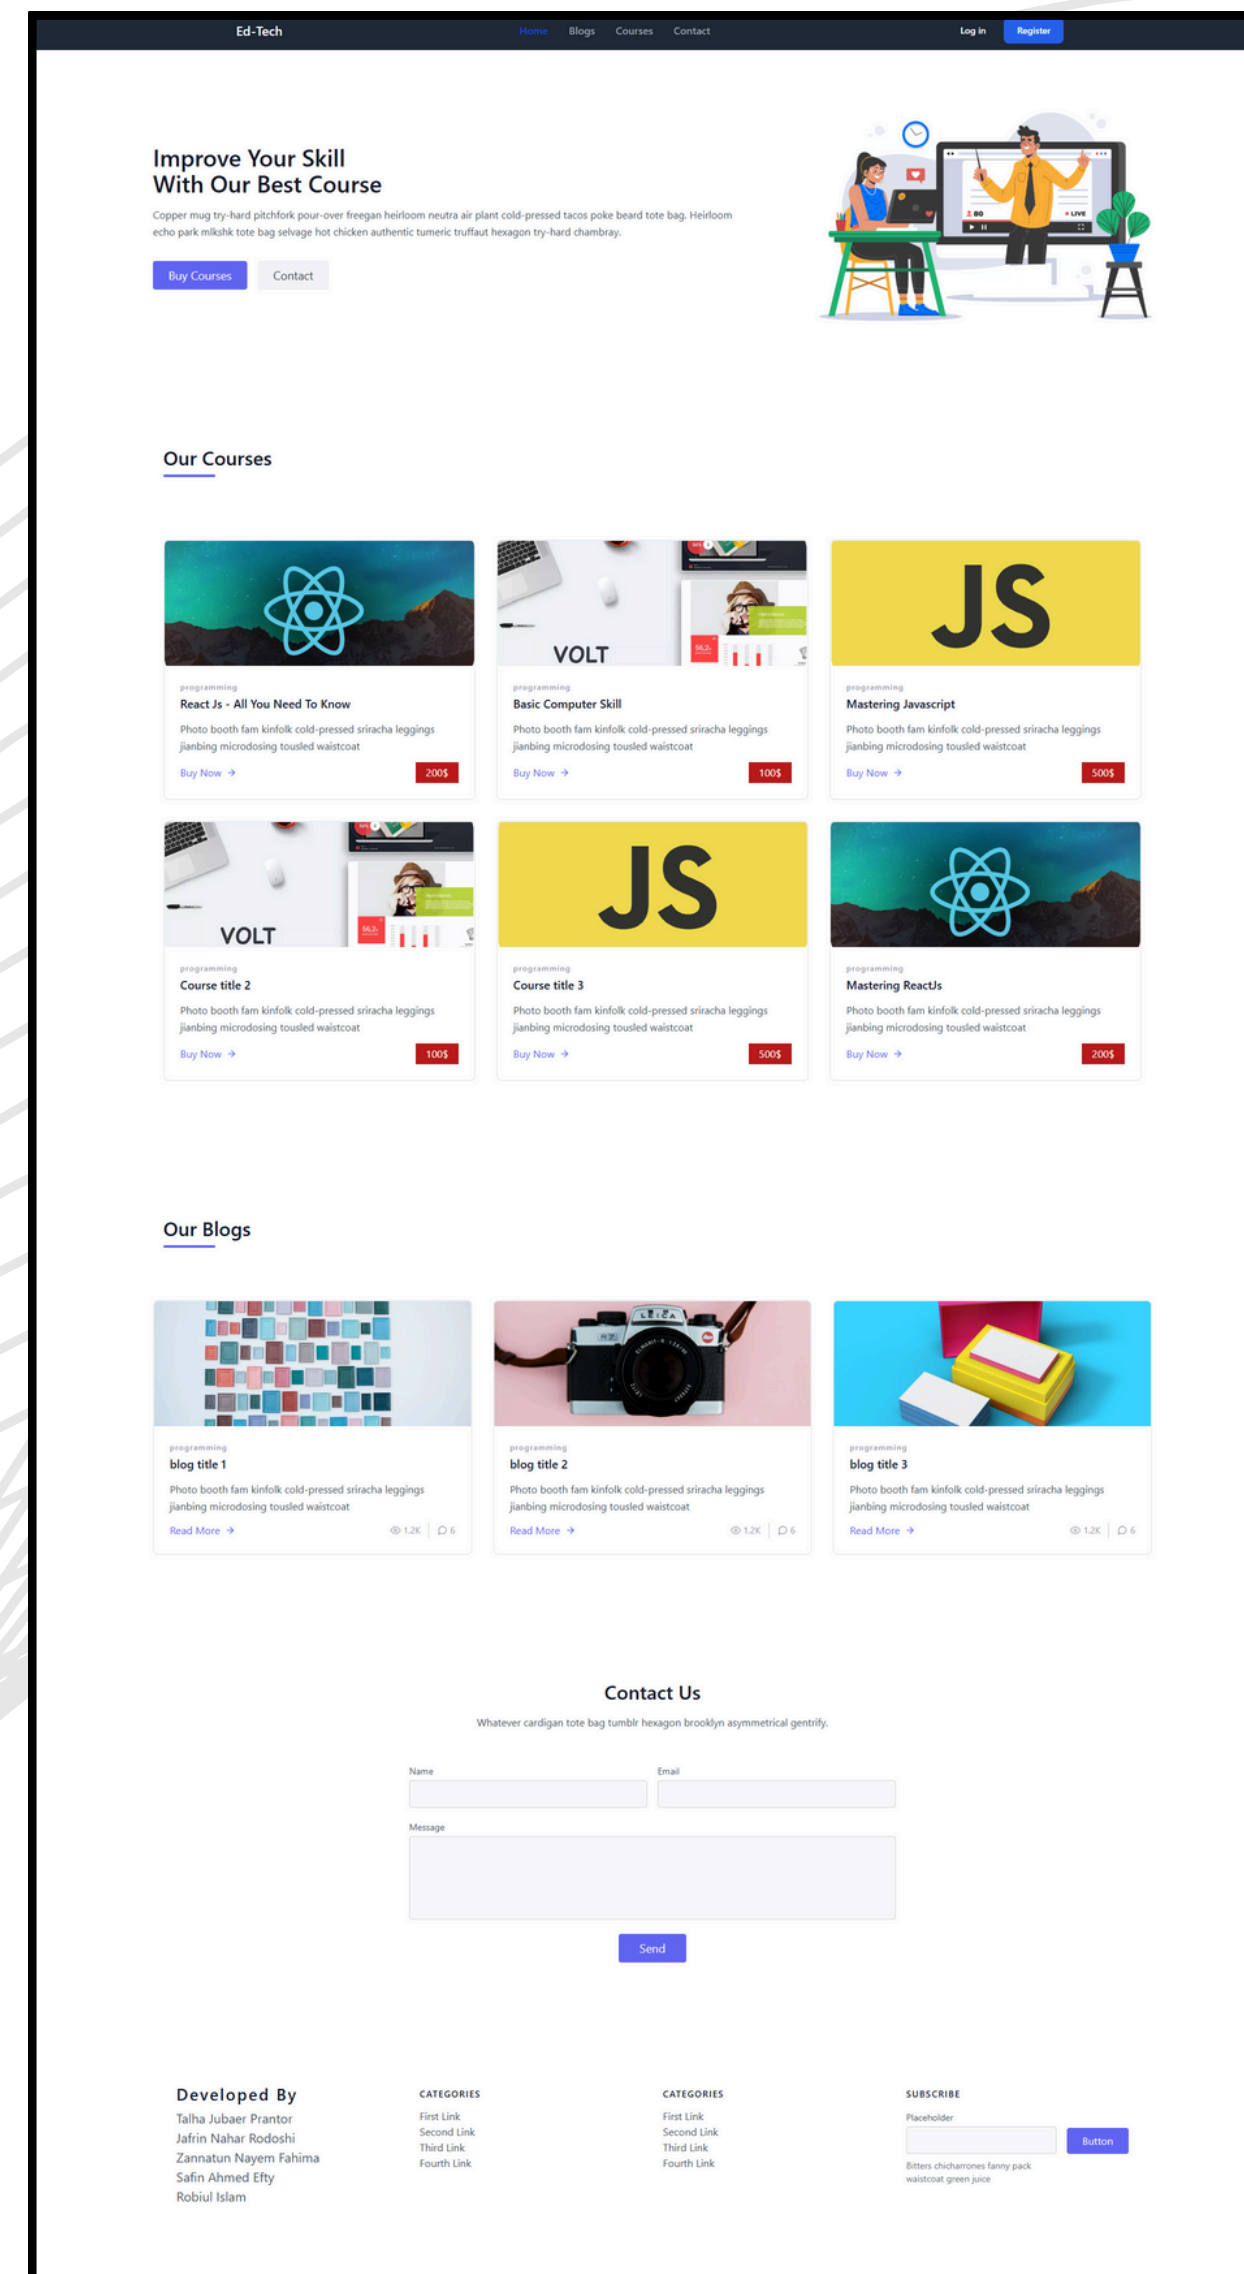 Ed-Tech
Home Blogs Courses Contact
Log in Register
Improve Your Skill
With Our Best Course
Copper mug try-hard pitchfork pour-over freegan heirloom neutra air plant cold-pressed tacos poke beard tote bag. Heirloom
echo park mlkshk tote bag selvage hot chicken authentic tumeric truffaut hexagon try-hard chambray.
Buy Courses Contact
80 LIVE
Our Courses
programming
React Js - All You Need To Know
Photo booth fam kinfolk cold-pressed sriracha leggings
jianbing microdosing tousled waistcoat
Buy Now 200$
VOLT
programming
Basic Computer Skill
Photo booth fam kinfolk cold-pressed sriracha leggings
jianbing microdosing tousled waistcoat
Buy Now 100$
JS
programming
Mastering Javascript
Photo booth fam kinfolk cold-pressed sriracha leggings
jianbing microdosing tousled waistcoat
Buy Now 500$
VOLT
programming
Course title 2
Photo booth fam kinfolk cold-pressed sriracha leggings
jianbing microdosing tousled waistcoat
Buy Now 100$
JS
programming
Course title 3
Photo booth fam kinfolk cold-pressed sriracha leggings
jianbing microdosing tousled waistcoat
Buy Now 500$
programming
Mastering ReactJs
Photo booth fam kinfolk cold-pressed sriracha leggings
jianbing microdosing tousled waistcoat
Buy Now 200$
Our Blogs
programming
blog title 1
Photo booth fam kinfolk cold-pressed sriracha leggings
jianbing microdosing tousled waistcoat
Read More 1.2K 6
LEICA
programming
blog title 2
Photo booth fam kinfolk cold-pressed sriracha leggings
jianbing microdosing tousled waistcoat
Read More 1.2K 6
programming
blog title 3
Photo booth fam kinfolk cold-pressed sriracha leggings
jianbing microdosing tousled waistcoat
Read More 1.2K 6
Contact Us
Whatever cardigan tote bag tumblr hexagon brooklyn asymmetrical gentrify.
Name Email
Message
Send
Developed By
Talha Jubaer Prantor
Jafrin Nahar Rodoshi
Zannatun Nayem Fahima
Safin Ahmed Efty
Robiul Islam
CATEGORIES
First Link
Second Link
Third Link
Fourth Link
CATEGORIES
First Link
Second Link
Third Link
Fourth Link
SUBSCRIBE
Placeholder
Button
Bitters chicharrones fanny pack
waistcoat green juice